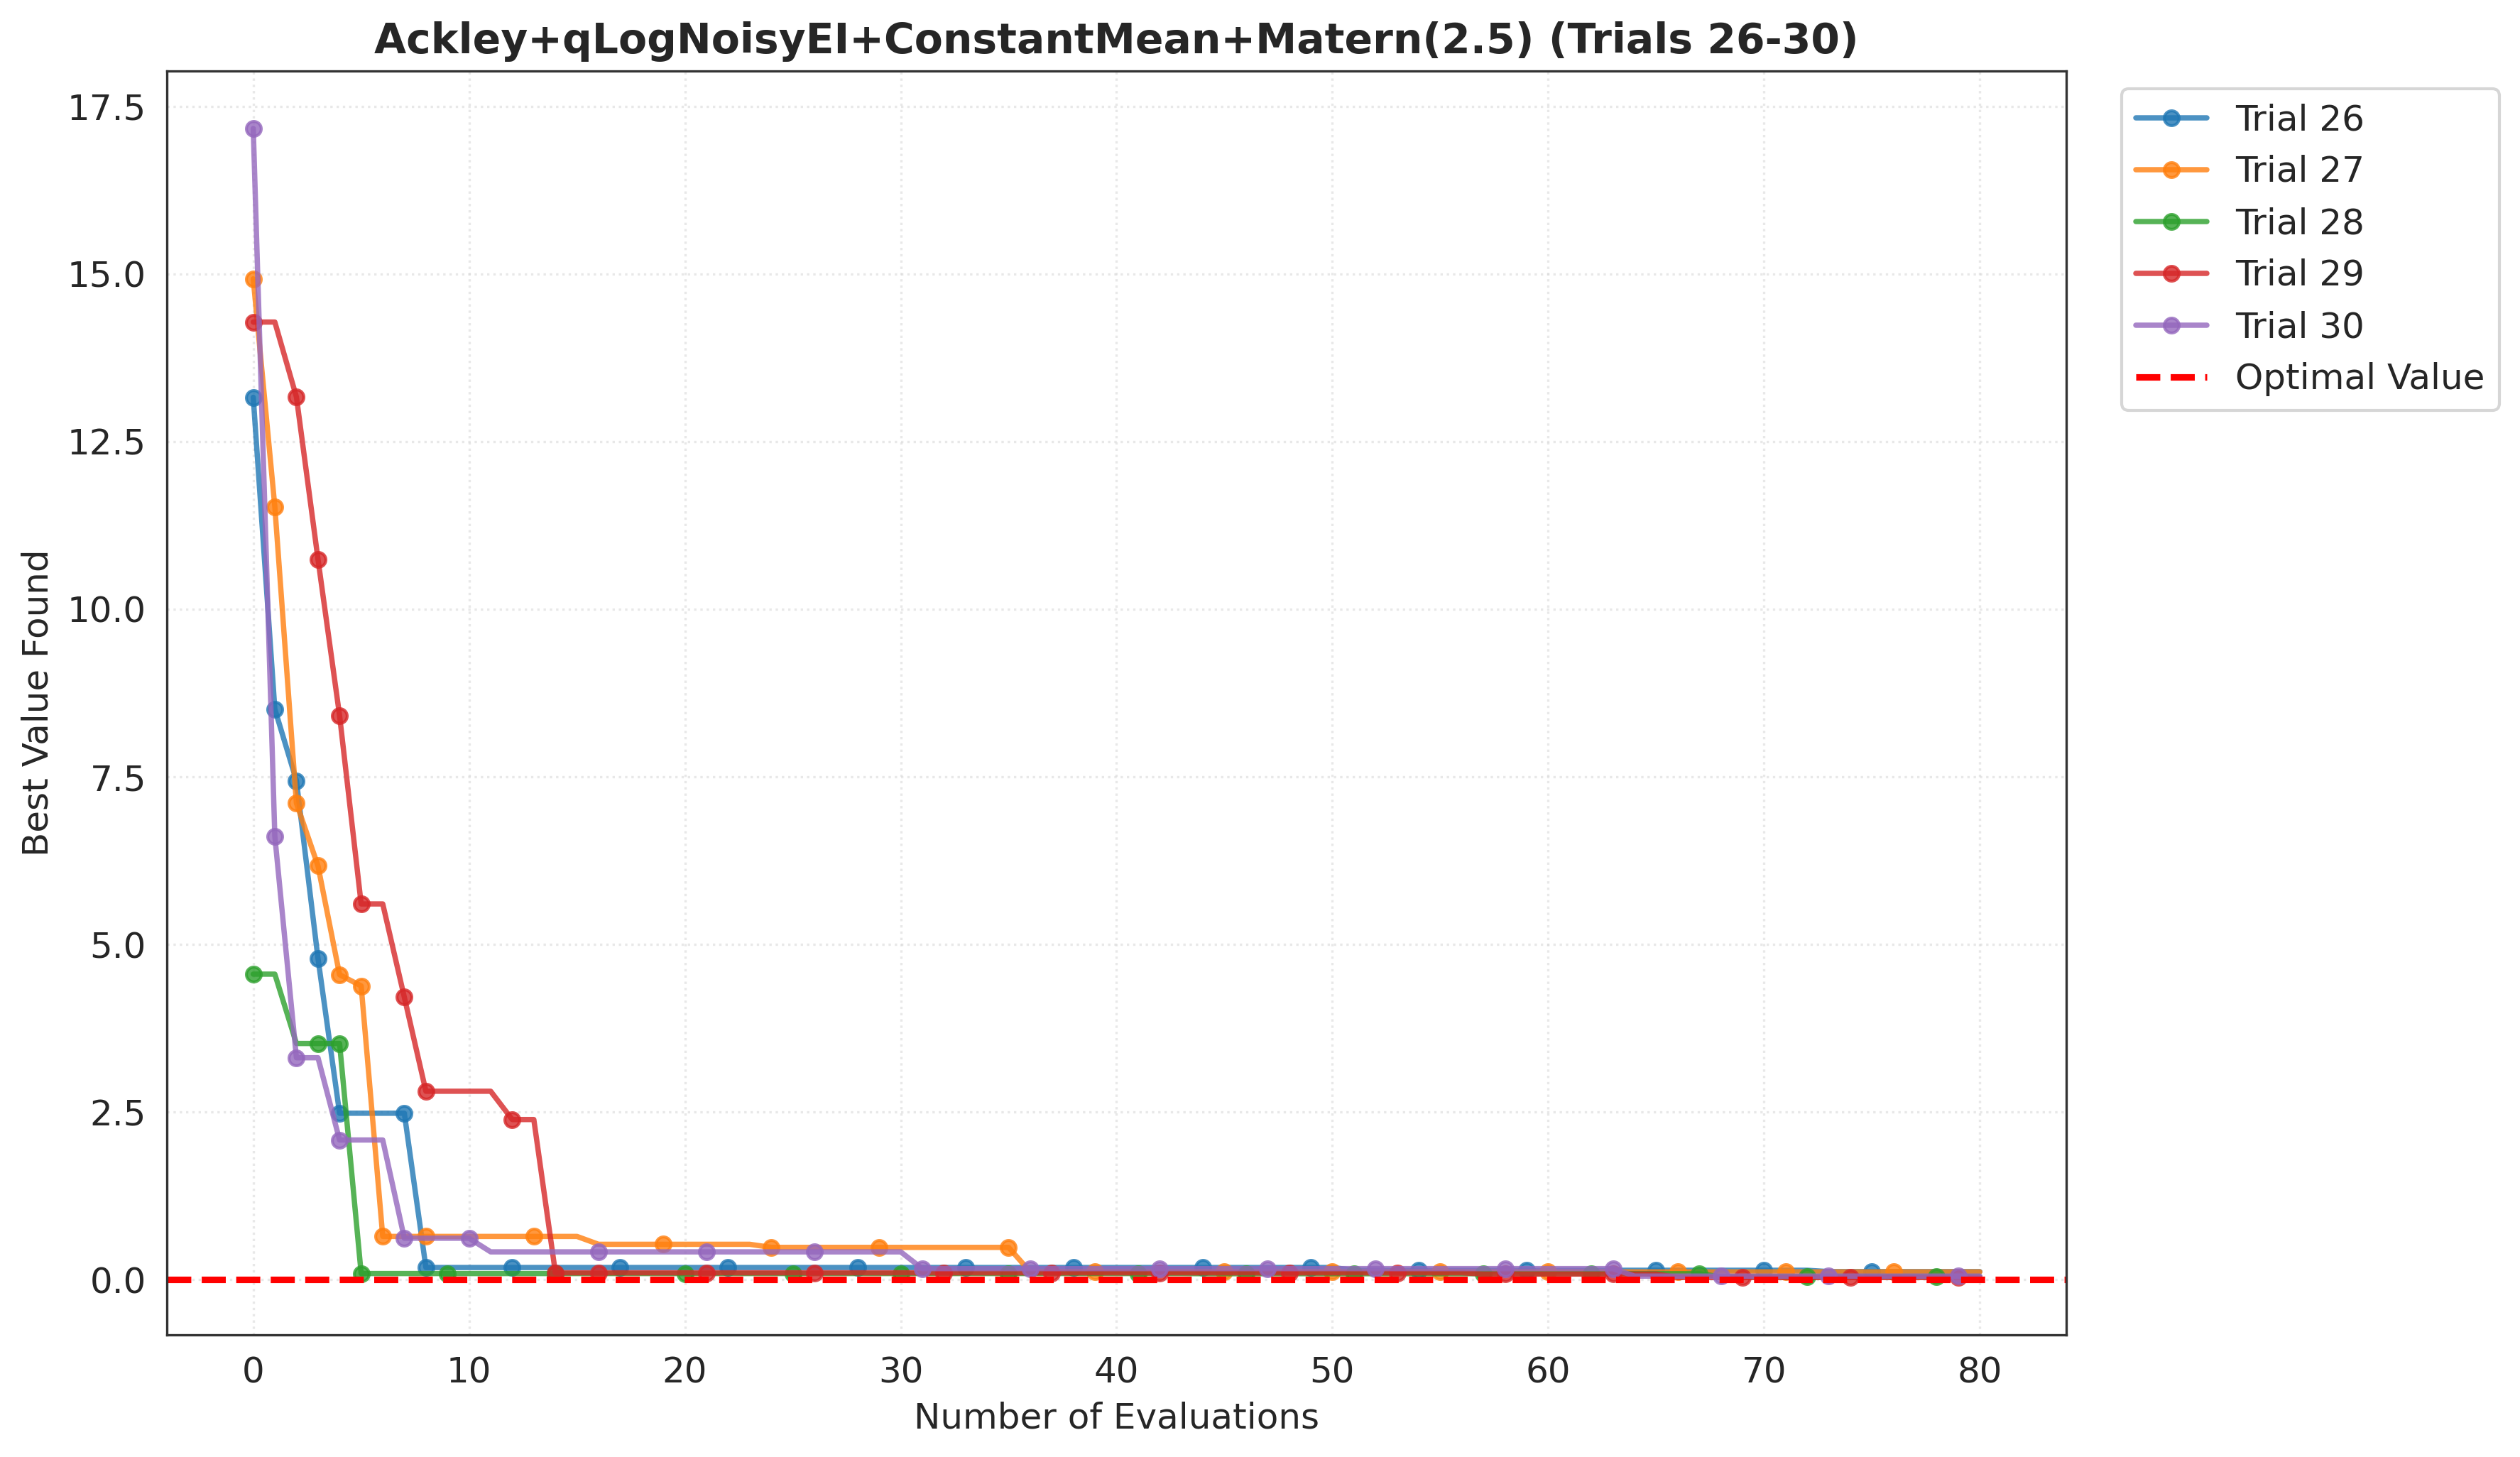 Ackley+qLogNoisyEI+ConstantMean+Matern(2.5) (Trials 26-30)
17.5
15.0
12.5
10.0
7.5
5.0
2.5
0.0
Best Value Found
0 10 20 30 40 50 60 70 80
Number of Evaluations
Trial 26
Trial 27
Trial 28
Trial 29
Trial 30
Optimal Value